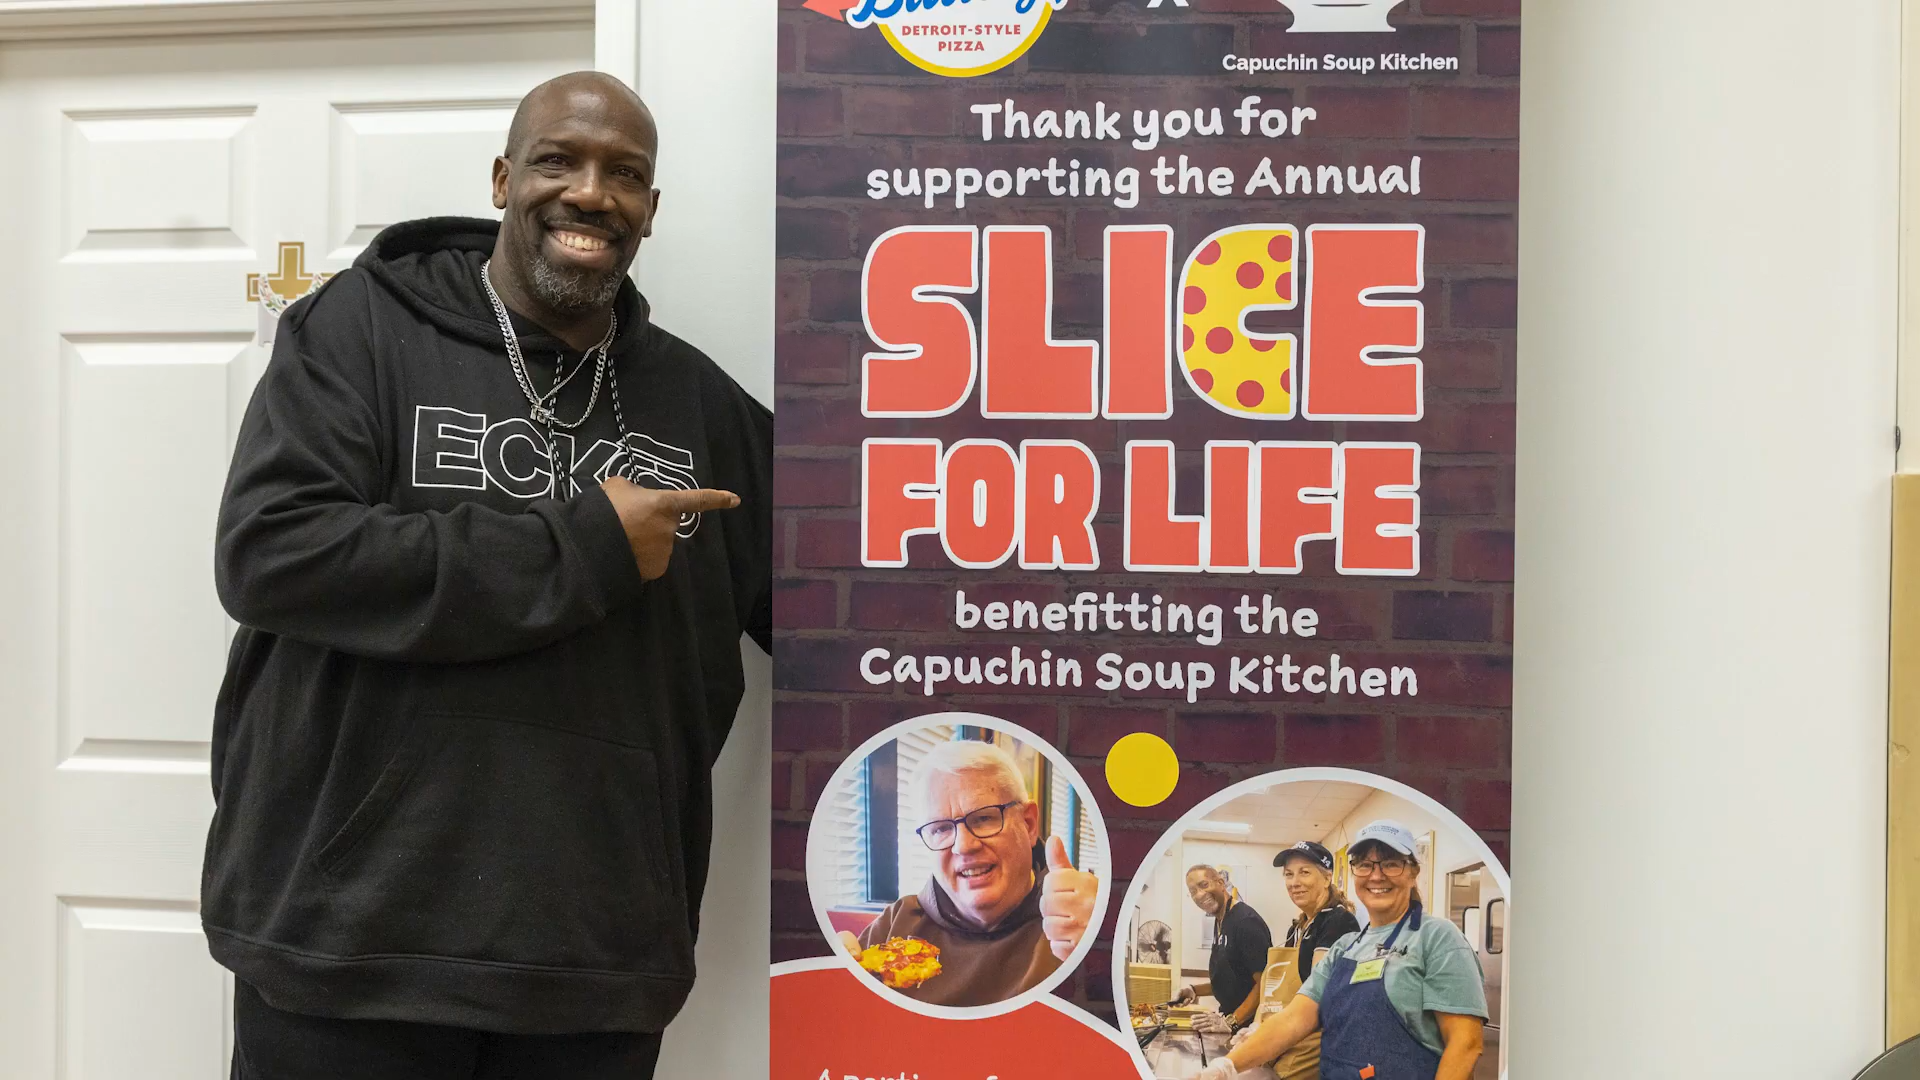 DETROIT-STYLE
PIZZA
X
Capuchin Soup Kitchen
Thank you for
supporting the Annual
SLICE
FOR LIFE
benefitting the
Capuchin Soup Kitchen
ECKŌ